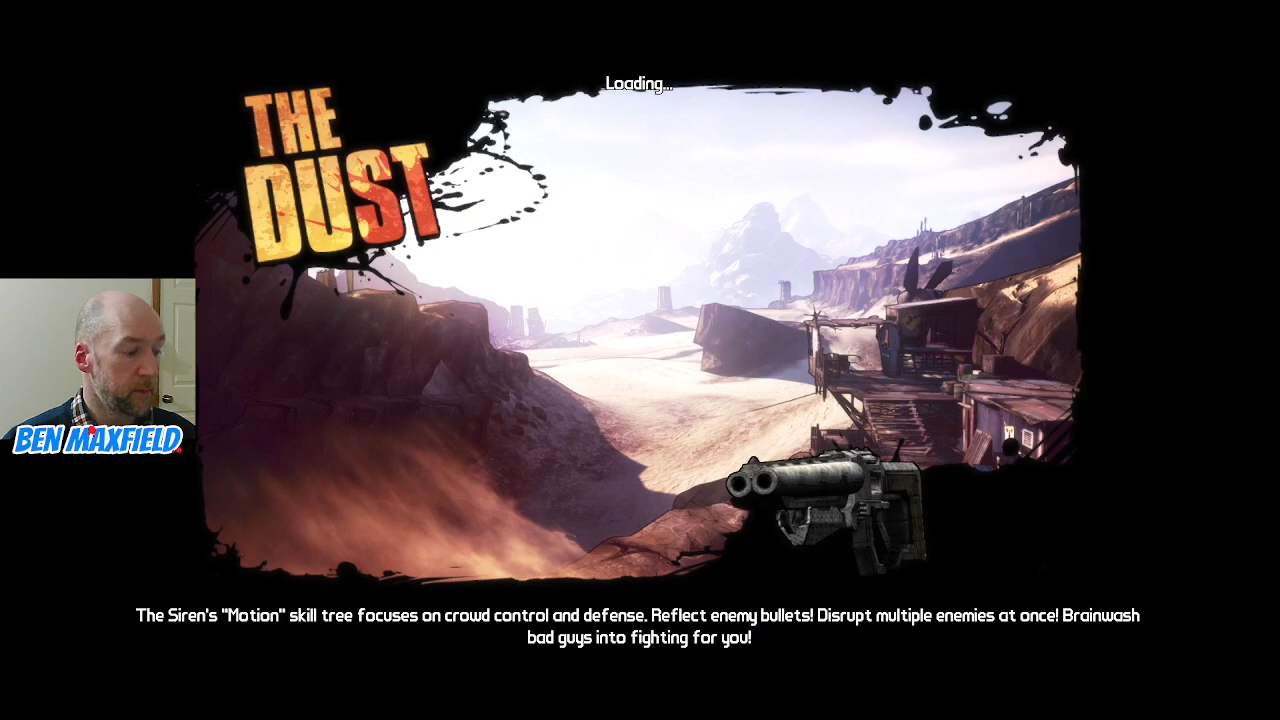 Loading...
THE
DUST
BEN MAXFIELD
The Siren's "Motion" skill tree focuses on crowd control and defense. Reflect enemy bullets! Disrupt multiple enemies at once! Brainwash
bad guys into fighting for you!